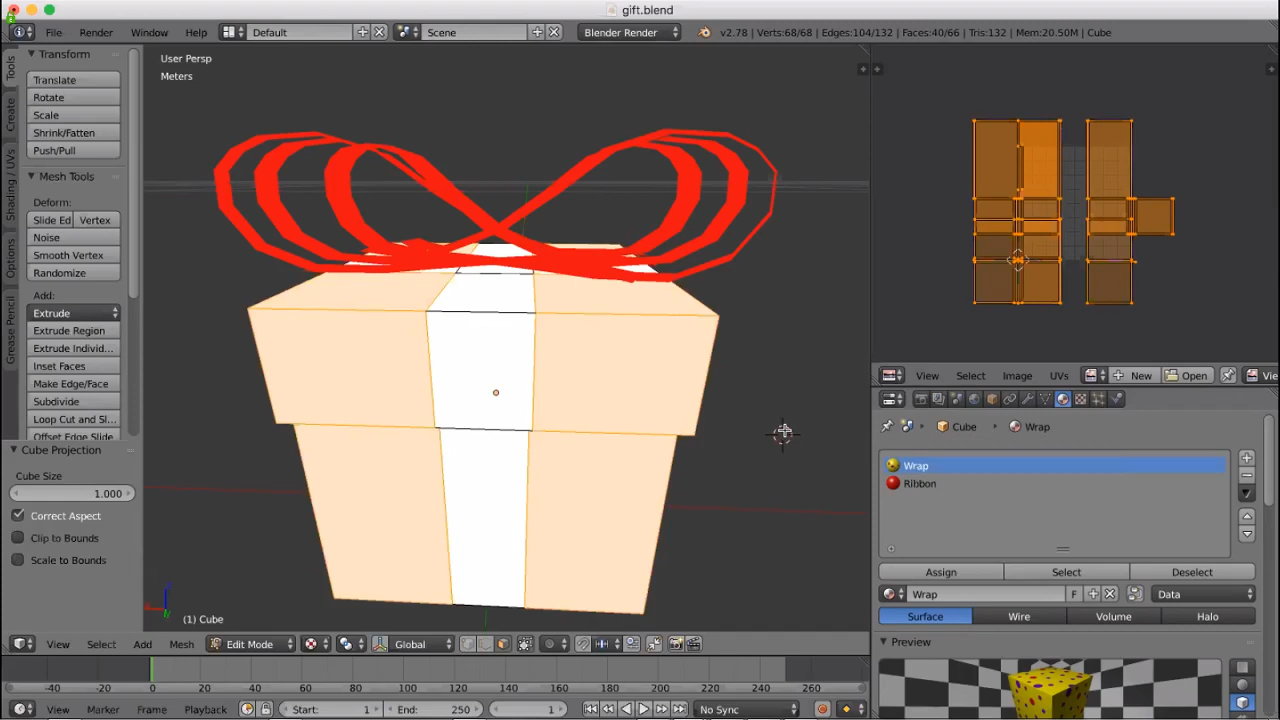 gift.blend
File Render Window Help Default Scene Blender Render v2.78 | Verts:68/68 | Edges:104/132 | Faces:40/66 | Tris:132 | Mem:20.50M | Cube
Tools
Create
Shading / UVs
Options
Grease Pencil
Transform
Translate
Rotate
Scale
Shrink/Fatten
Push/Pull
Mesh Tools
Deform:
Slide Ed Vertex
Noise
Smooth Vertex
Randomize
Add:
Extrude
Extrude Region
Extrude Individ...
Inset Faces
Make Edge/Face
Subdivide
Loop Cut and Sl...
Offset Edge Slide
Cube Projection
Cube Size
1.000
Correct Aspect
Clip to Bounds
Scale to Bounds
User Persp
Meters
(1) Cube
View Select Add Mesh Edit Mode Global
-40 -20 0 20 40 60 80 100 120 140 160 180 200 220 240 260
View Marker Frame Playback Start: 1 End: 250 1 No Sync
View Select Image UVs New Open Vie
Cube Wrap
Wrap
Ribbon
Assign Select Deselect
Wrap F Data
Surface Wire Volume Halo
Preview